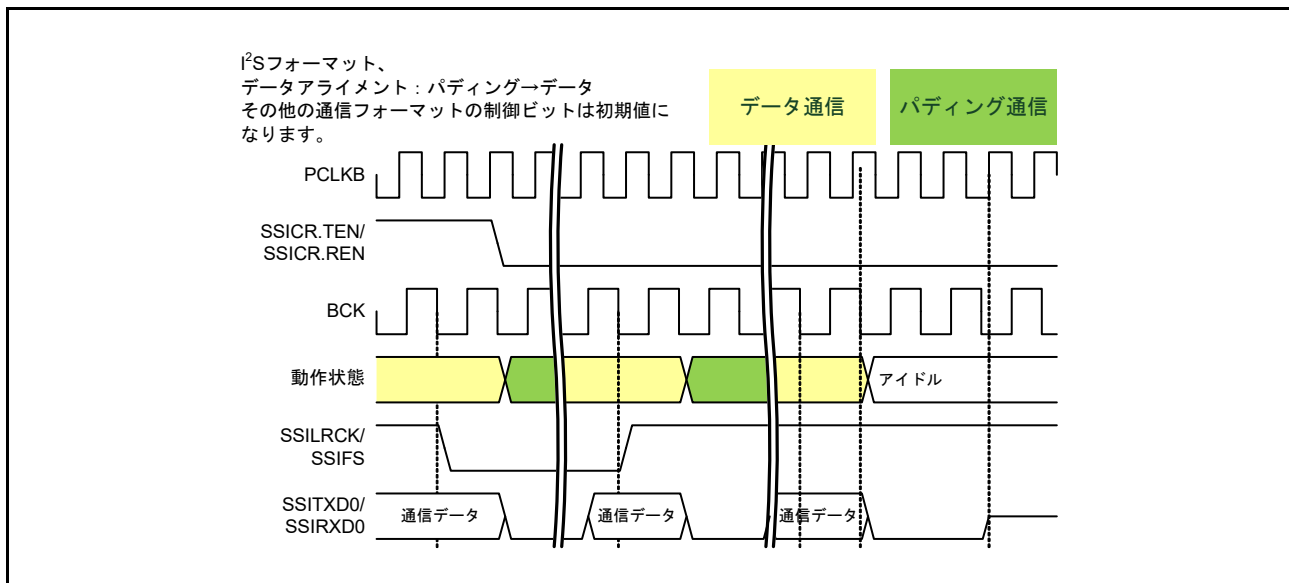 I²Sフォーマット、
データアライメント：パディング→データ
その他の通信フォーマットの制御ビットは初期値に
なります。
データ通信
パディング通信
PCLKB
SSICR.TEN/
SSICR.REN
BCK
動作状態
アイドル
SSILRCK/
SSIFS
SSITXD0/
SSIRXD0
通信データ
通信データ
通信データ